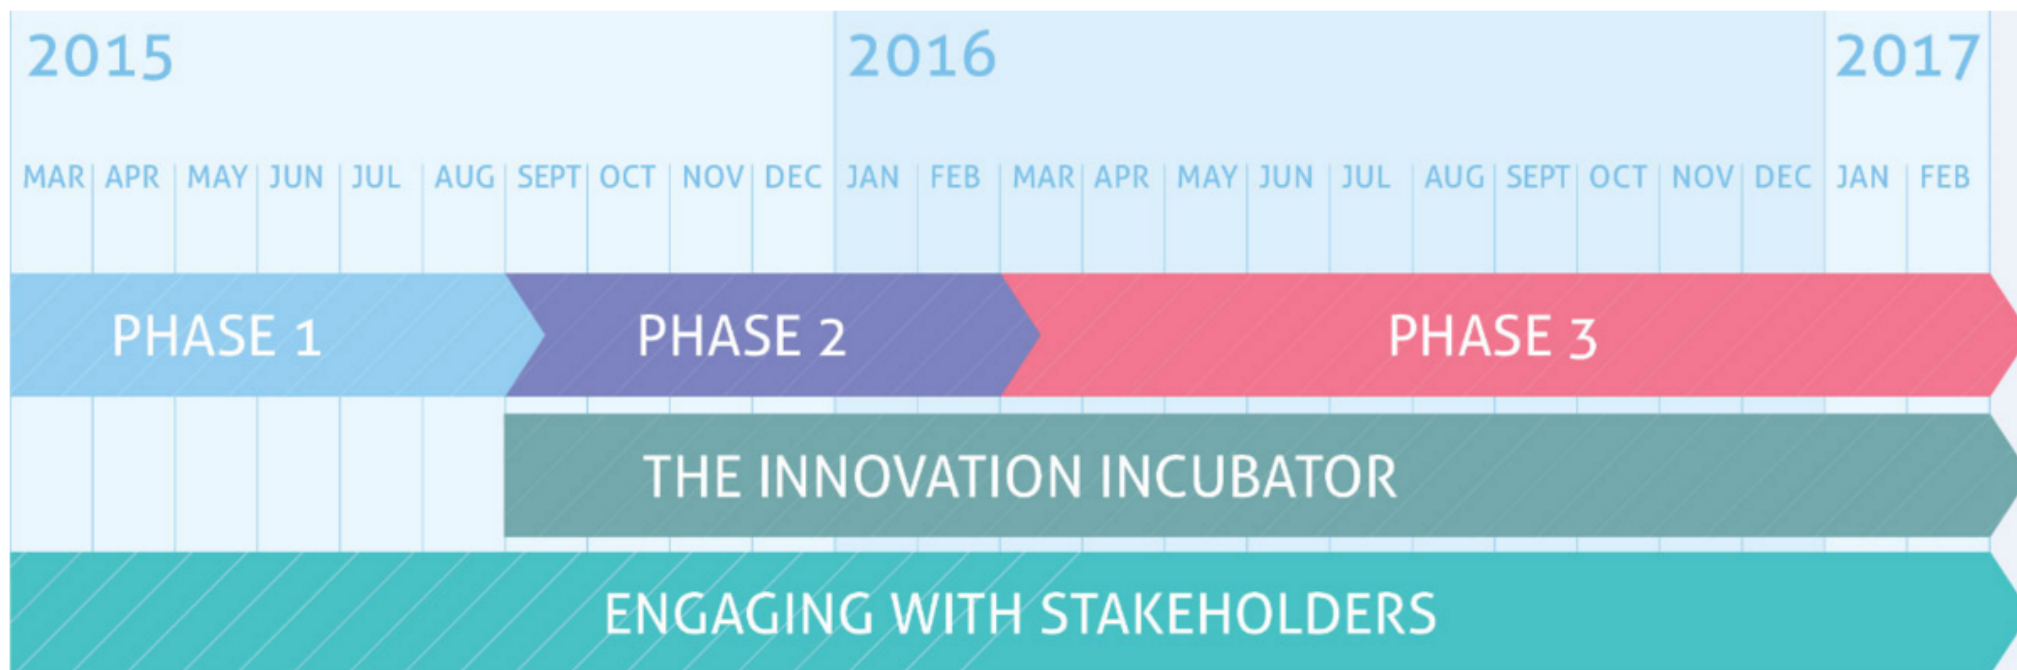 2015 2016 2017
MAR APR MAY JUN JUL AUG SEPT OCT NOV DEC JAN FEB MAR APR MAY JUN JUL AUG SEPT OCT NOV DEC JAN FEB
PHASE 1 PHASE 2 PHASE 3
THE INNOVATION INCUBATOR
ENGAGING WITH STAKEHOLDERS